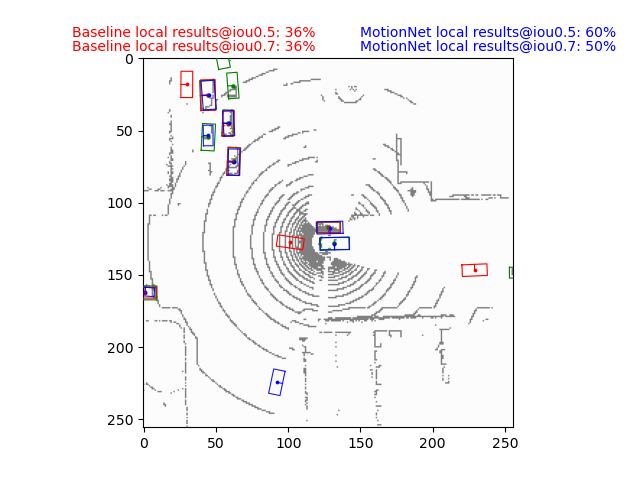 Baseline local results@iou0.5: 36% MotionNet local results@iou0.5: 60%
Baseline local results@iou0.7: 36% MotionNet local results@iou0.7: 50%
0
50
100
150
200
250
0 50 100 150 200 250